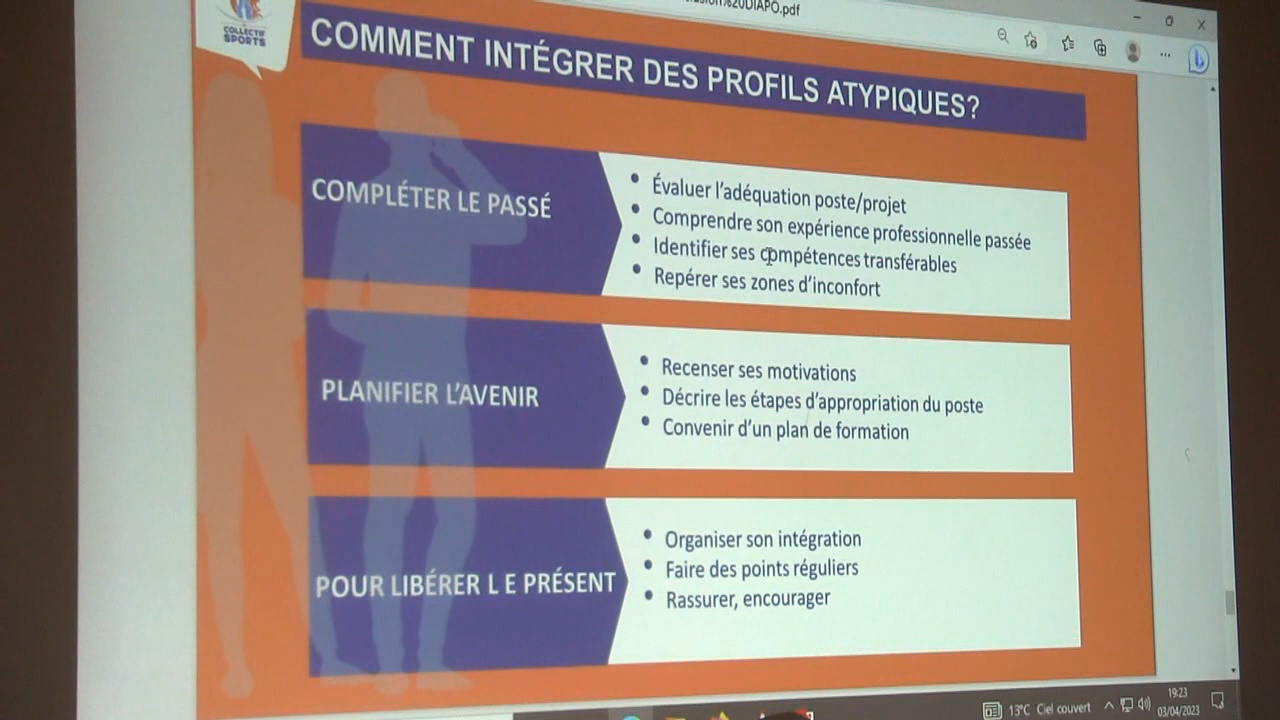 DIAPO.pdf
COLLECTIF
SPORTS
COMMENT INTÉGRER DES PROFILS ATYPIQUES?
COMPLÉTER LE PASSÉ
• Évaluer l'adéquation poste/projet
• Comprendre son expérience professionnelle passée
• Identifier ses compétences transférables
• Repérer ses zones d'inconfort
PLANIFIER L'AVENIR
• Recenser ses motivations
• Décrire les étapes d'appropriation du poste
• Convenir d'un plan de formation
POUR LIBÉRER L E PRÉSENT
• Organiser son intégration
• Faire des points réguliers
• Rassurer, encourager
13°C Ciel couvert
19:23
03/04/2023